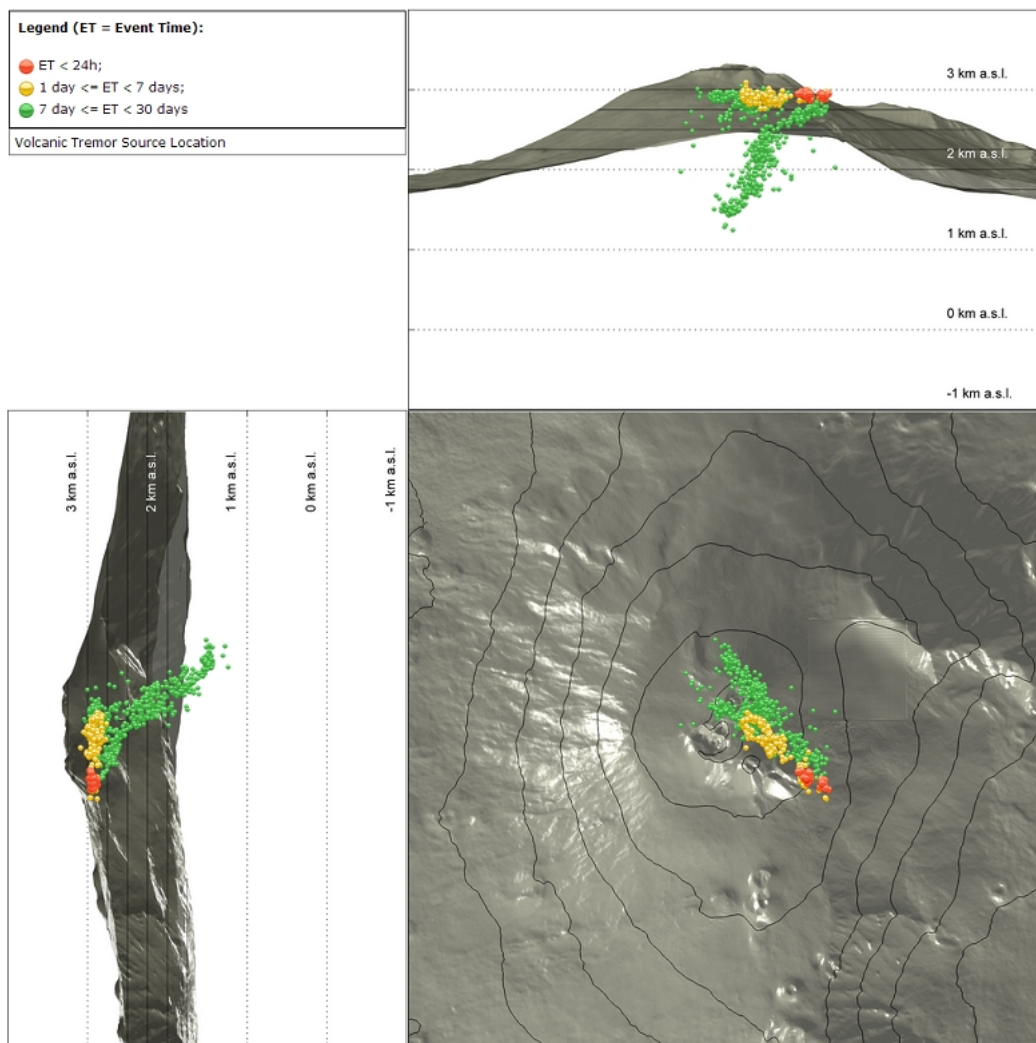 Legend (ET = Event Time):
ET < 24h;
1 day <= ET < 7 days;
7 day <= ET < 30 days
Volcanic Tremor Source Location
3 km a.s.l.
2 km a.s.l.
1 km a.s.l.
0 km a.s.l.
-1 km a.s.l.
3 km a.s.l.
2 km a.s.l.
1 km a.s.l.
0 km a.s.l.
-1 km a.s.l.